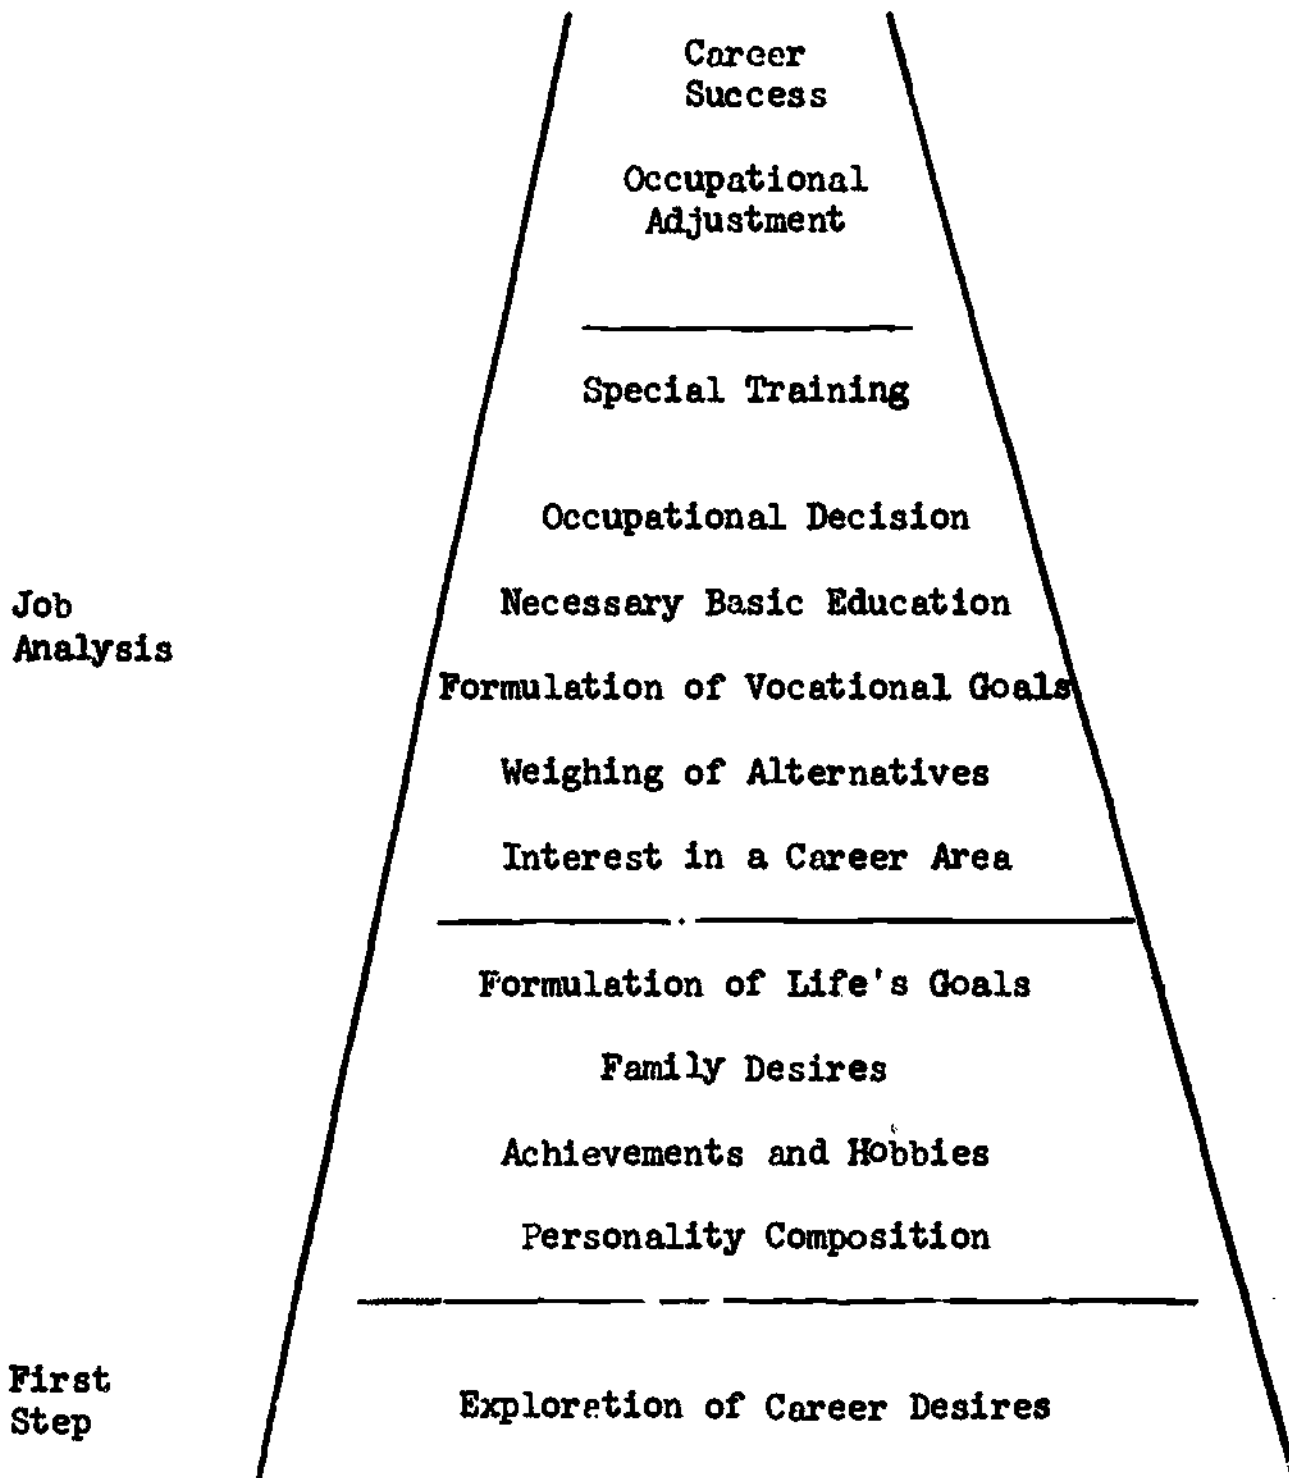 Career
Success
Occupational
Adjustment
Special Training
Occupational Decision
Job
Analysis
Necessary Basic Education
Formulation of Vocational Goals
Weighing of Alternatives
Interest in a Career Area
Formulation of Life's Goals
Family Desires
Achievements and Hobbies
Personality Composition
First
Step
Exploration of Career Desires